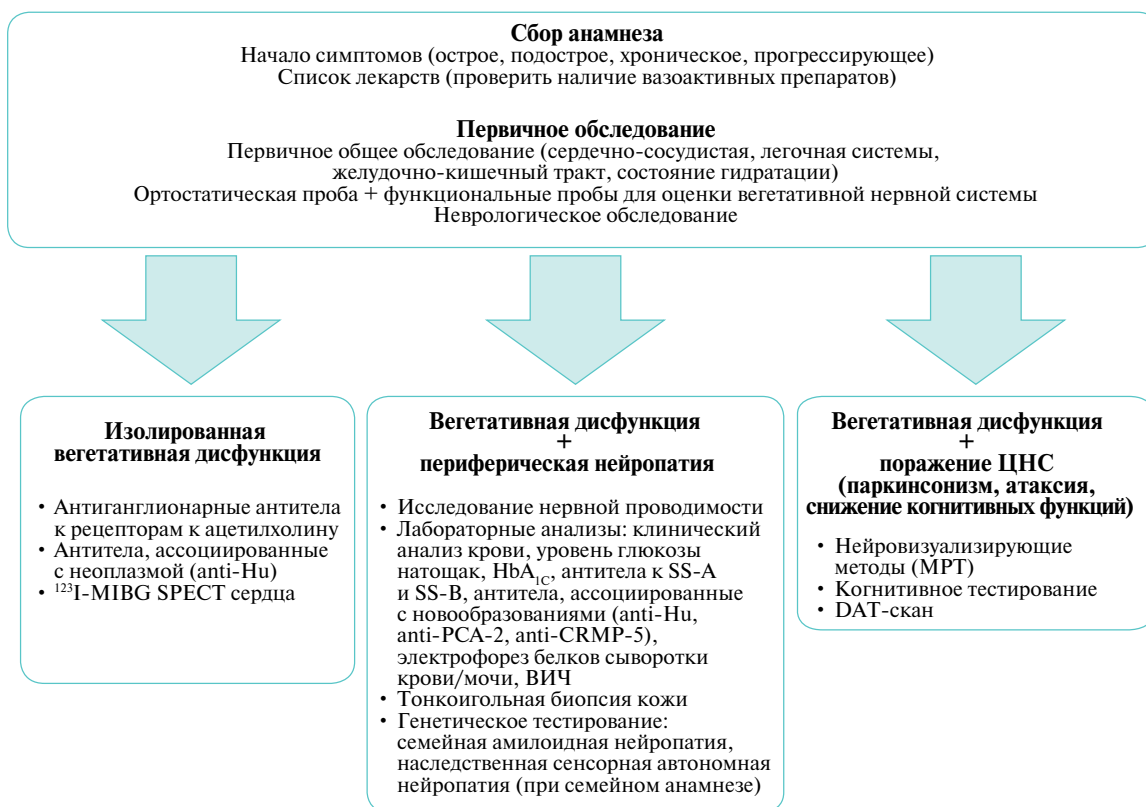 Сбор анамнеза
Начало симптомов (острое, подострое, хроническое, прогрессирующее)
Список лекарств (проверить наличие вазоактивных препаратов)
Первичное обследование
Первичное общее обследование (сердечно-сосудистая, легочная системы,
желудочно-кишечный тракт, состояние гидратации)
Ортостатическая проба + функциональные пробы для оценки вегетативной нервной системы
Неврологическое обследование
Изолированная
вегетативная дисфункция
• Антиганглионарные антитела
к рецепторам к ацетилхолину
• Антитела, ассоциированные
с неоплазмой (anti-Hu)
• ¹²³I-MIBG SPECT сердца
Вегетативная дисфункция
+
периферическая нейропатия
• Исследование нервной проводимости
• Лабораторные анализы: клинический
анализ крови, уровень глюкозы
натощак, HbA1C, антитела к SS-A
и SS-B, антитела, ассоциированные
с новообразованиями (anti-Hu,
anti-PCA-2, anti-CRMP-5),
электрофорез белков сыворотки
крови/мочи, ВИЧ
• Тонкоигольная биопсия кожи
• Генетическое тестирование:
семейная амилоидная нейропатия,
наследственная сенсорная автономная
нейропатия (при семейном анамнезе)
Вегетативная дисфункция
+
поражение ЦНС
(паркинсонизм, атаксия,
снижение когнитивных функций)
• Нейровизуализирующие
методы (МРТ)
• Когнитивное тестирование
• DAT-скан